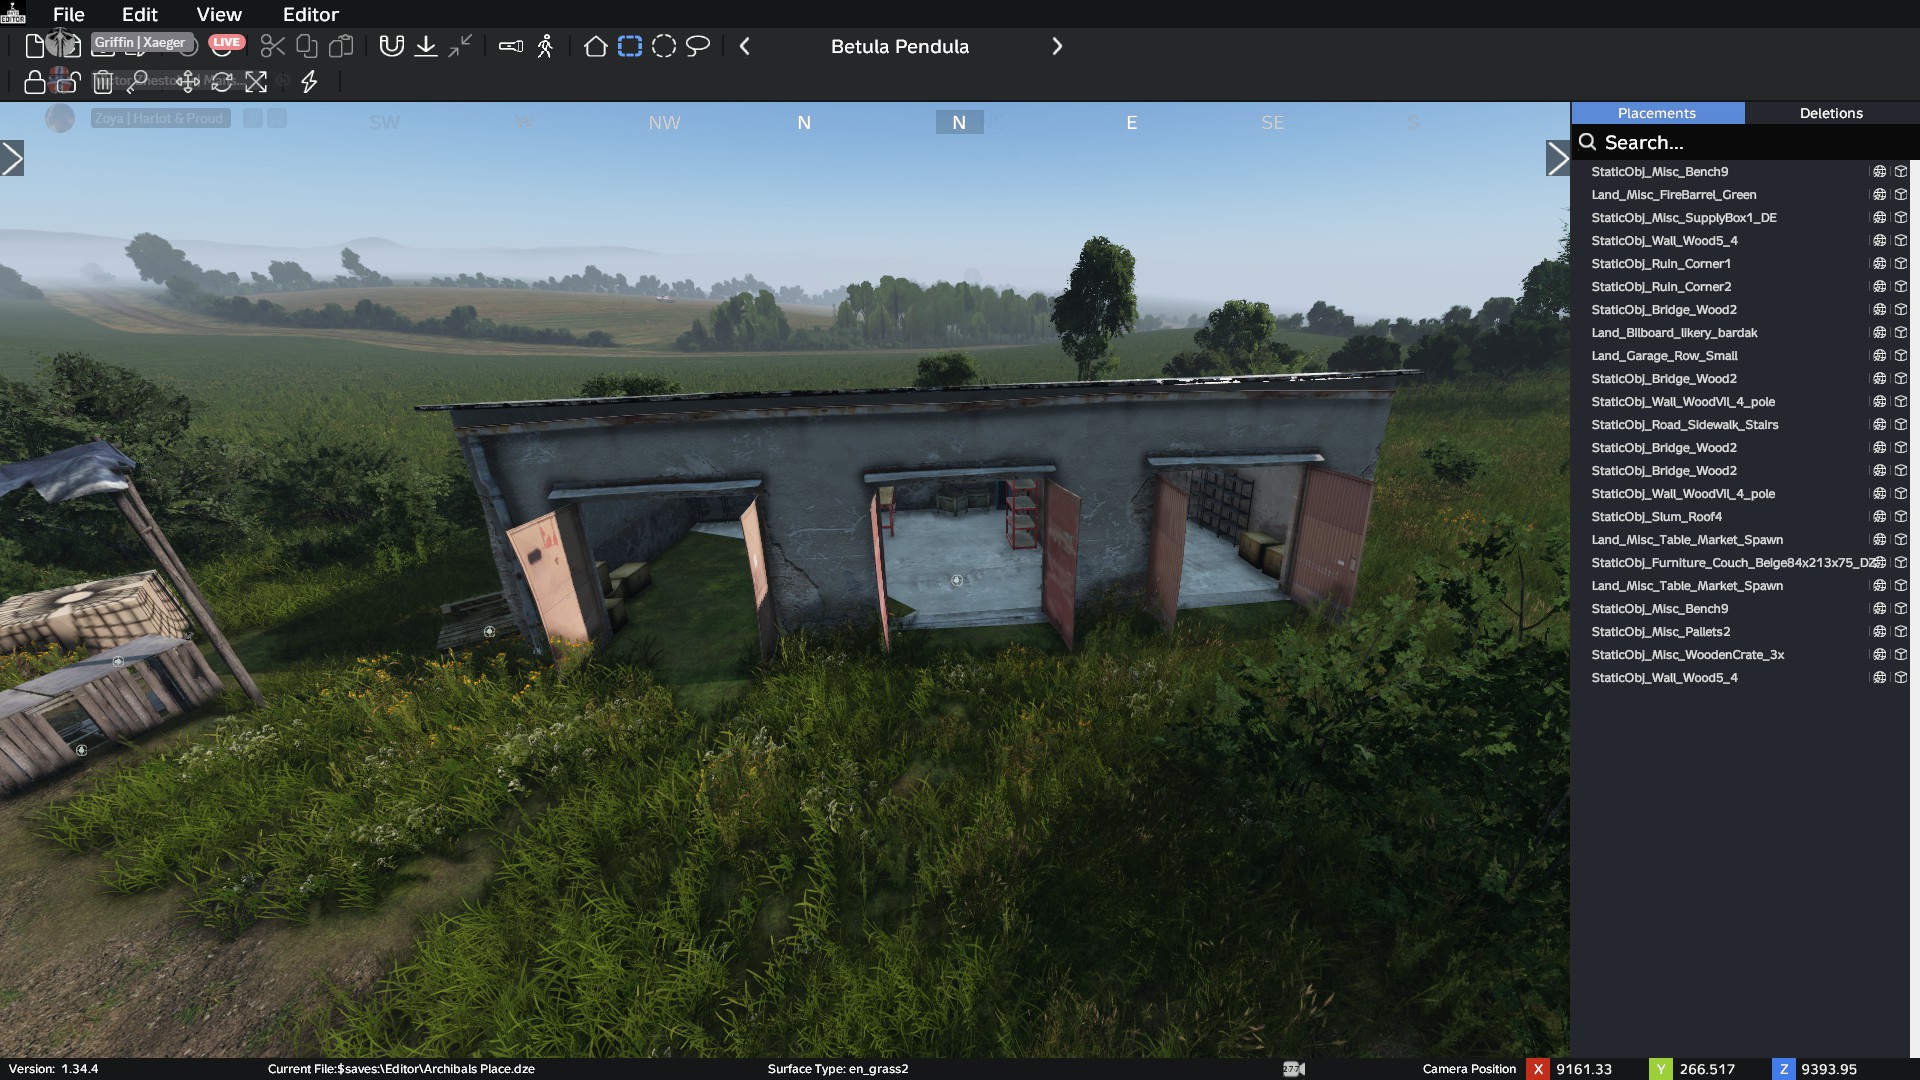 File Edit View Editor
EDITOR
Griffin | Xaeger LIVE
Betula Pendula
Zoya | Harlot & Proud
SW W NW N N E SE S
Placements Deletions
Search...
StaticObj_Misc_Bench9
Land_Misc_FireBarrel_Green
StaticObj_Misc_SupplyBox1_DE
StaticObj_Wall_Wood5_4
StaticObj_Ruin_Corner1
StaticObj_Ruin_Corner2
StaticObj_Bridge_Wood2
Land_Bilboard_likery_bardak
Land_Garage_Row_Small
StaticObj_Bridge_Wood2
StaticObj_Wall_WoodVil_4_pole
StaticObj_Road_Sidewalk_Stairs
StaticObj_Bridge_Wood2
StaticObj_Bridge_Wood2
StaticObj_Wall_WoodVil_4_pole
StaticObj_Slum_Roof4
Land_Misc_Table_Market_Spawn
StaticObj_Furniture_Couch_Beige84x213x75_DZ
Land_Misc_Table_Market_Spawn
StaticObj_Misc_Bench9
StaticObj_Misc_Pallets2
StaticObj_Misc_WoodenCrate_3x
StaticObj_Wall_Wood5_4
Version: 1.34.4 Current File:$saves:\Editor\Archibals Place.dze Surface Type: en_grass2 277 Camera Position X 9161.33 Y 266.517 Z 9393.95